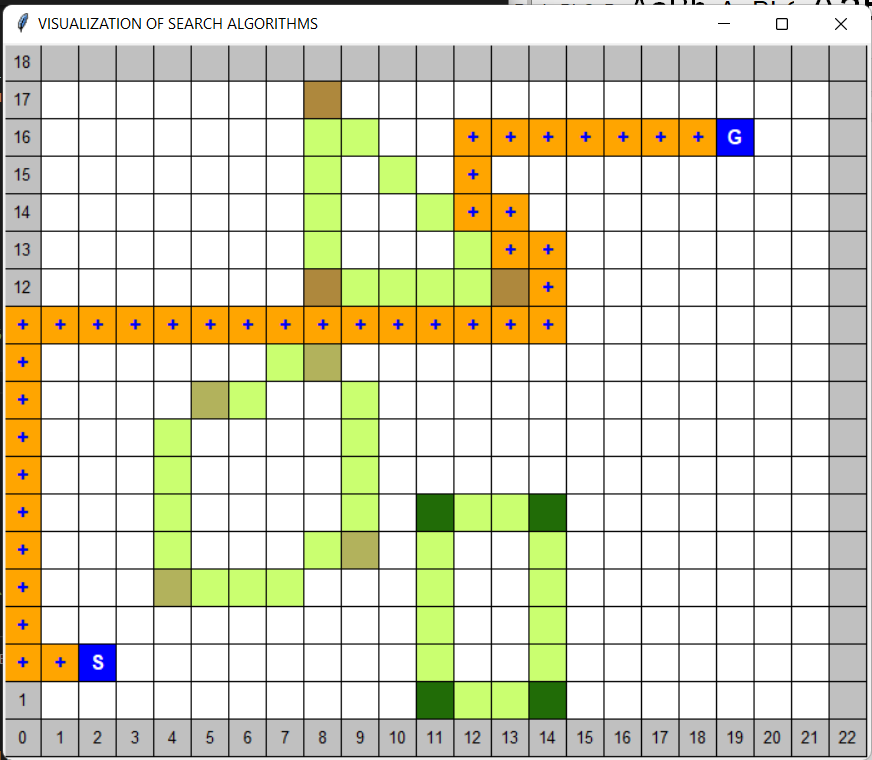 VISUALIZATION OF SEARCH ALGORITHMS
18
17
16 + + + + + + + G
15 +
14 + +
13 + +
12 +
+ + + + + + + + + + + + + + +
+
+
+
+
+
+
+
+
+ + S
1
0 1 2 3 4 5 6 7 8 9 10 11 12 13 14 15 16 17 18 19 20 21 22